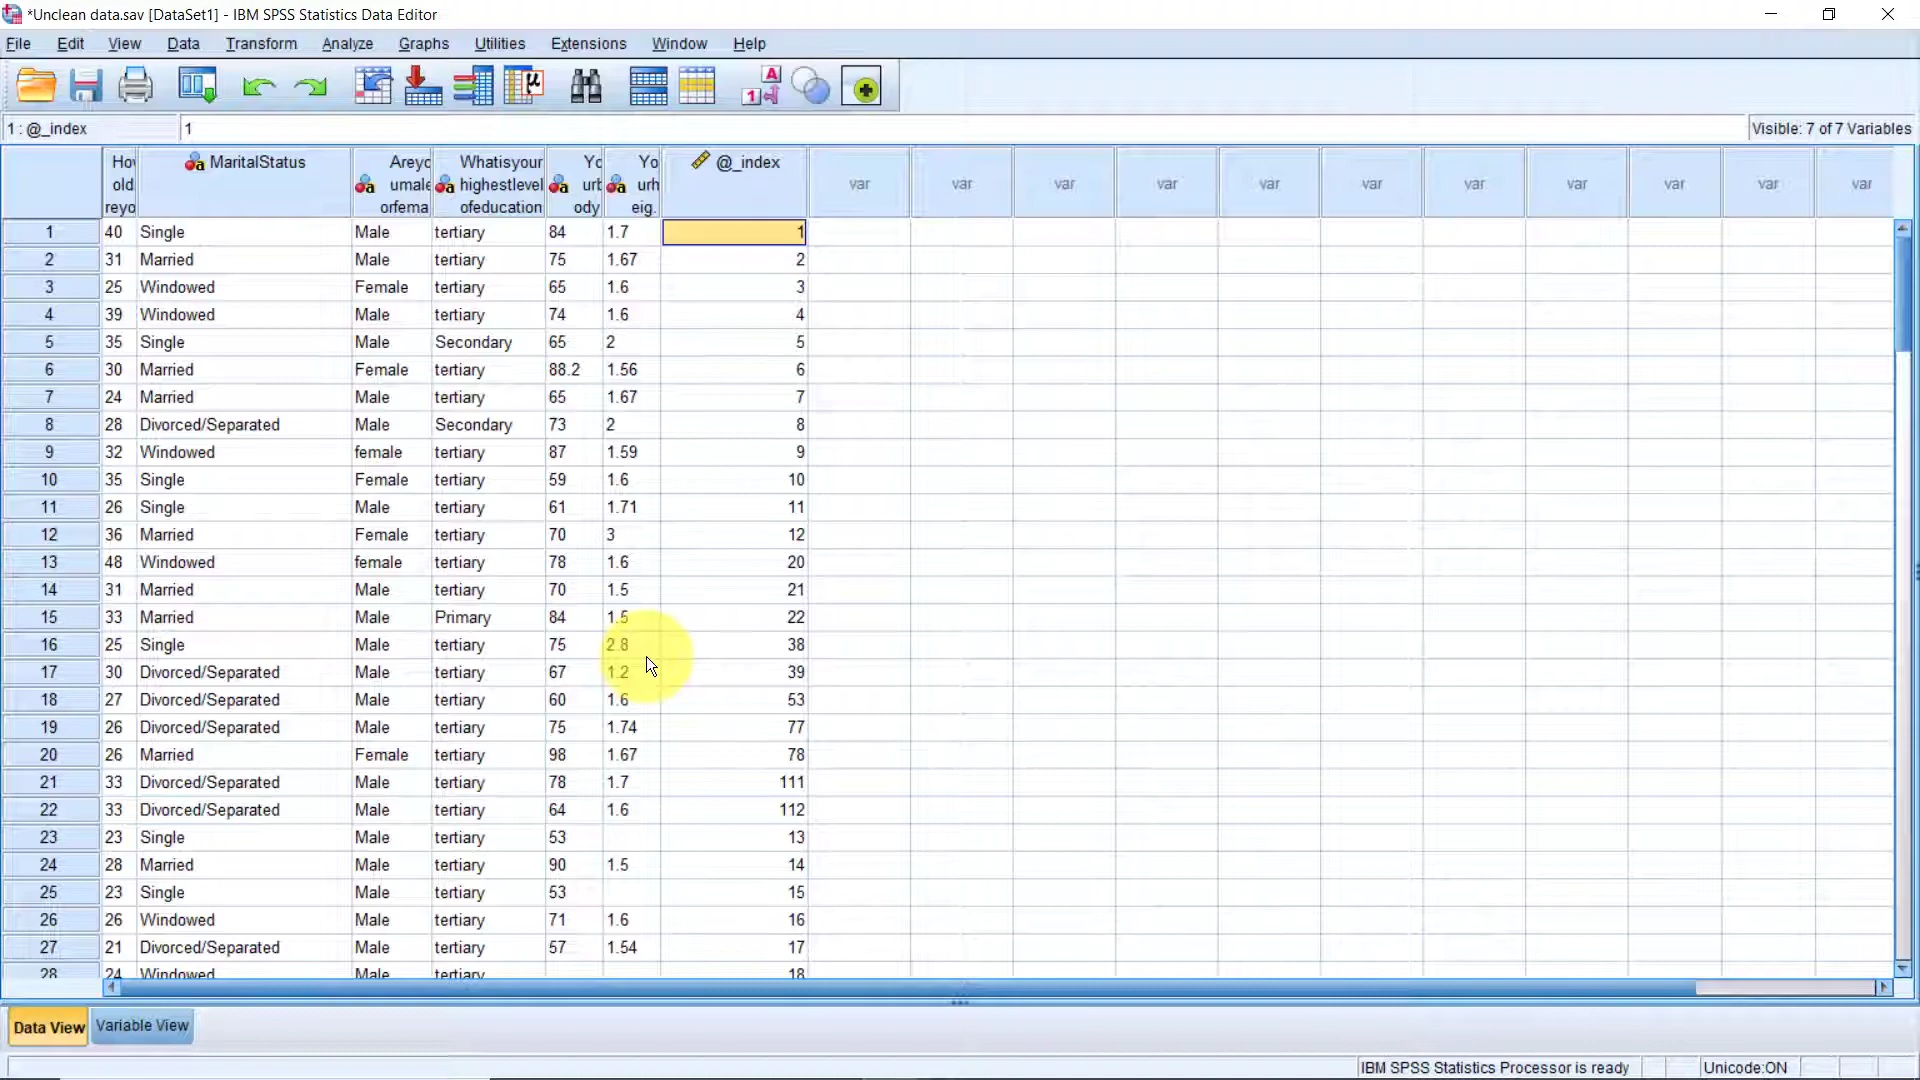 *Unclean data.sav [DataSet1] - IBM SPSS Statistics Data Editor
File Edit View Data Transform Analyze Graphs Utilities Extensions Window Help
1 : @_index 1 Visible: 7 of 7 Variables
How MaritalStatus Areyo Whatisyour Yo Yo @_index
old umale highestlevel urb urh var var var var var var var var var var var
reyo orfema ofeducation ody eig.
1 40 Single Male tertiary 84 1.7 1
2 31 Married Male tertiary 75 1.67 2
3 25 Windowed Female tertiary 65 1.6 3
4 39 Windowed Male tertiary 74 1.6 4
5 35 Single Male Secondary 65 2 5
6 30 Married Female tertiary 88.2 1.56 6
7 24 Married Male tertiary 65 1.67 7
8 28 Divorced/Separated Male Secondary 73 2 8
9 32 Windowed female tertiary 87 1.59 9
10 35 Single Female tertiary 59 1.6 10
11 26 Single Male tertiary 61 1.71 11
12 36 Married Female tertiary 70 3 12
13 48 Windowed female tertiary 78 1.6 20
14 31 Married Male tertiary 70 1.5 21
15 33 Married Male Primary 84 1.5 22
16 25 Single Male tertiary 75 2.8 38
17 30 Divorced/Separated Male tertiary 67 1.2 39
18 27 Divorced/Separated Male tertiary 60 1.6 53
19 26 Divorced/Separated Male tertiary 75 1.74 77
20 26 Married Female tertiary 98 1.67 78
21 33 Divorced/Separated Male tertiary 78 1.7 111
22 33 Divorced/Separated Male tertiary 64 1.6 112
23 23 Single Male tertiary 53 13
24 28 Married Male tertiary 90 1.5 14
25 23 Single Male tertiary 53 15
26 26 Windowed Male tertiary 71 1.6 16
27 21 Divorced/Separated Male tertiary 57 1.54 17
28 24 Windowed Male tertiary 18
Data View Variable View
IBM SPSS Statistics Processor is ready Unicode:ON